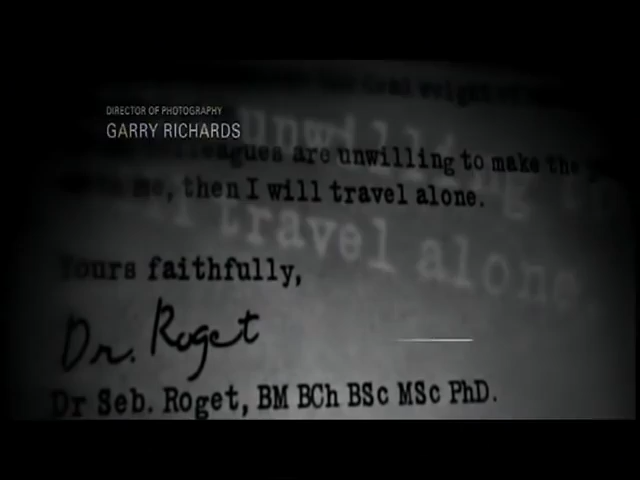 DIRECTOR OF PHOTOGRAPHY
GARRY RICHARDS
are unwilling to make the
me, then I will travel alone.
unwilling
travel alone.
Yours faithfully,
Dr. Roget
Dr Seb. Roget, BM BCh BSc MSc PhD.